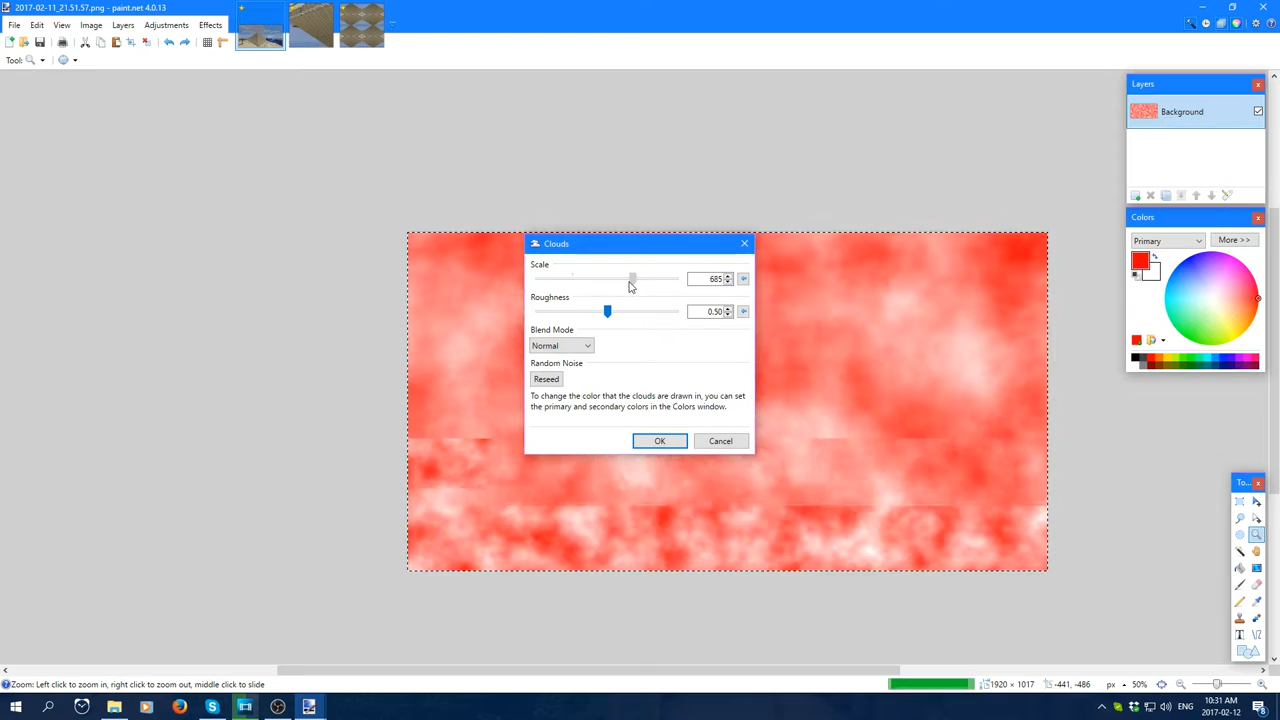 2017-02-11_21.51.57.png - paint.net 4.0.13
File Edit View Image Layers Adjustments Effects
Tool:
Layers
Background
Colors
Primary
More >>
Clouds
Scale
685
Roughness
0.50
Blend Mode
Normal
Random Noise
Reseed
To change the color that the clouds are drawn in, you can set
the primary and secondary colors in the Colors window.
OK Cancel
To...
Zoom: Left click to zoom in, right click to zoom out, middle click to slide
1920 x 1017 -441, -486 px 50%
ENG
10:31 AM
2017-02-12
8